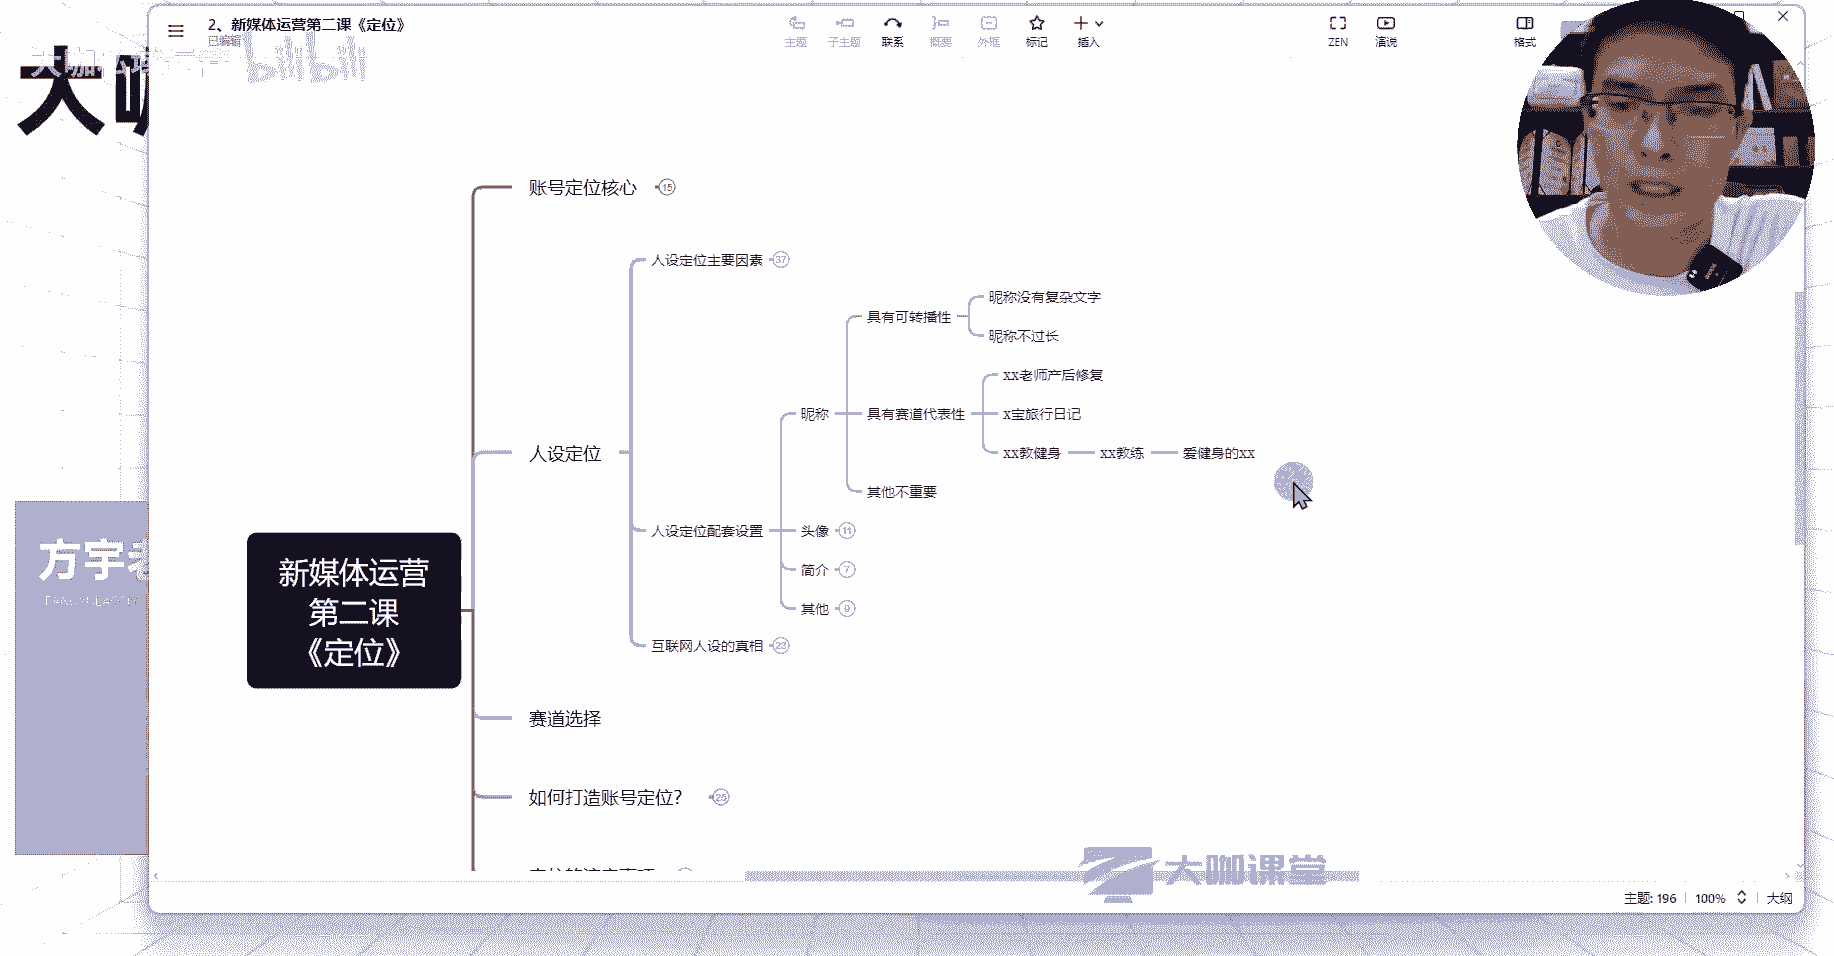 2、新媒体运营第二课《定位》
已编辑
主题
子主题
联系
概要
外框
标记
插入
ZEN
演说
格式
bilibili
账号定位核心 15
人设定位
人设定位主要因素 37
人设定位配套设置
昵称
具有可转播性
昵称没有复杂文字
昵称不过长
具有赛道代表性
xx老师产后修复
x宝旅行日记
xx教健身
xx教练
爱健身的xx
其他不重要
头像 11
简介 7
其他 9
互联网人设的真相 23
新媒体运营
第二课
《定位》
赛道选择
如何打造账号定位? 25
方宇
大咖课堂
主题: 196
100%
大纲